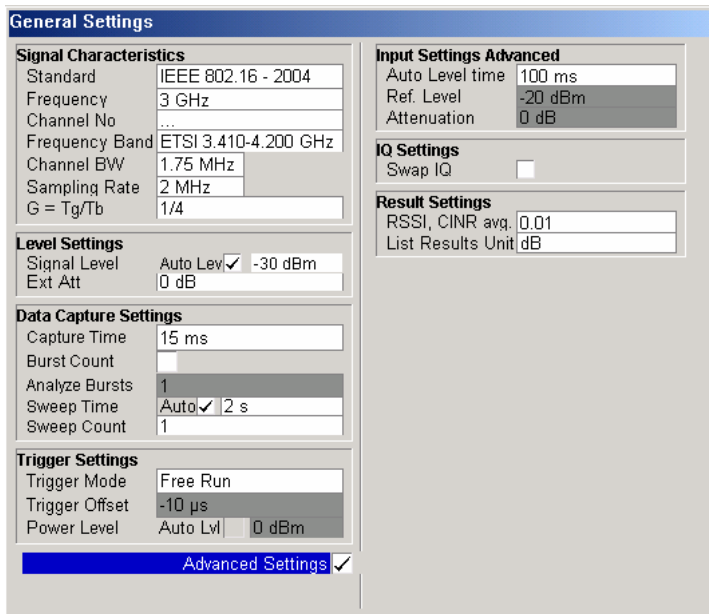 General Settings
Signal Characteristics
Standard IEEE 802.16 - 2004
Frequency 3 GHz
Channel No ...
Frequency Band ETSI 3.410-4.200 GHz
Channel BW 1.75 MHz
Sampling Rate 2 MHz
G = Tg/Tb 1/4
Level Settings
Signal Level Auto Lev -30 dBm
Ext Att 0 dB
Data Capture Settings
Capture Time 15 ms
Burst Count
Analyze Bursts 1
Sweep Time Auto 2 s
Sweep Count 1
Trigger Settings
Trigger Mode Free Run
Trigger Offset -10 µs
Power Level Auto Lvl 0 dBm
Advanced Settings
Input Settings Advanced
Auto Level time 100 ms
Ref. Level -20 dBm
Attenuation 0 dB
IQ Settings
Swap IQ
Result Settings
RSSI, CINR avg. 0.01
List Results Unit dB